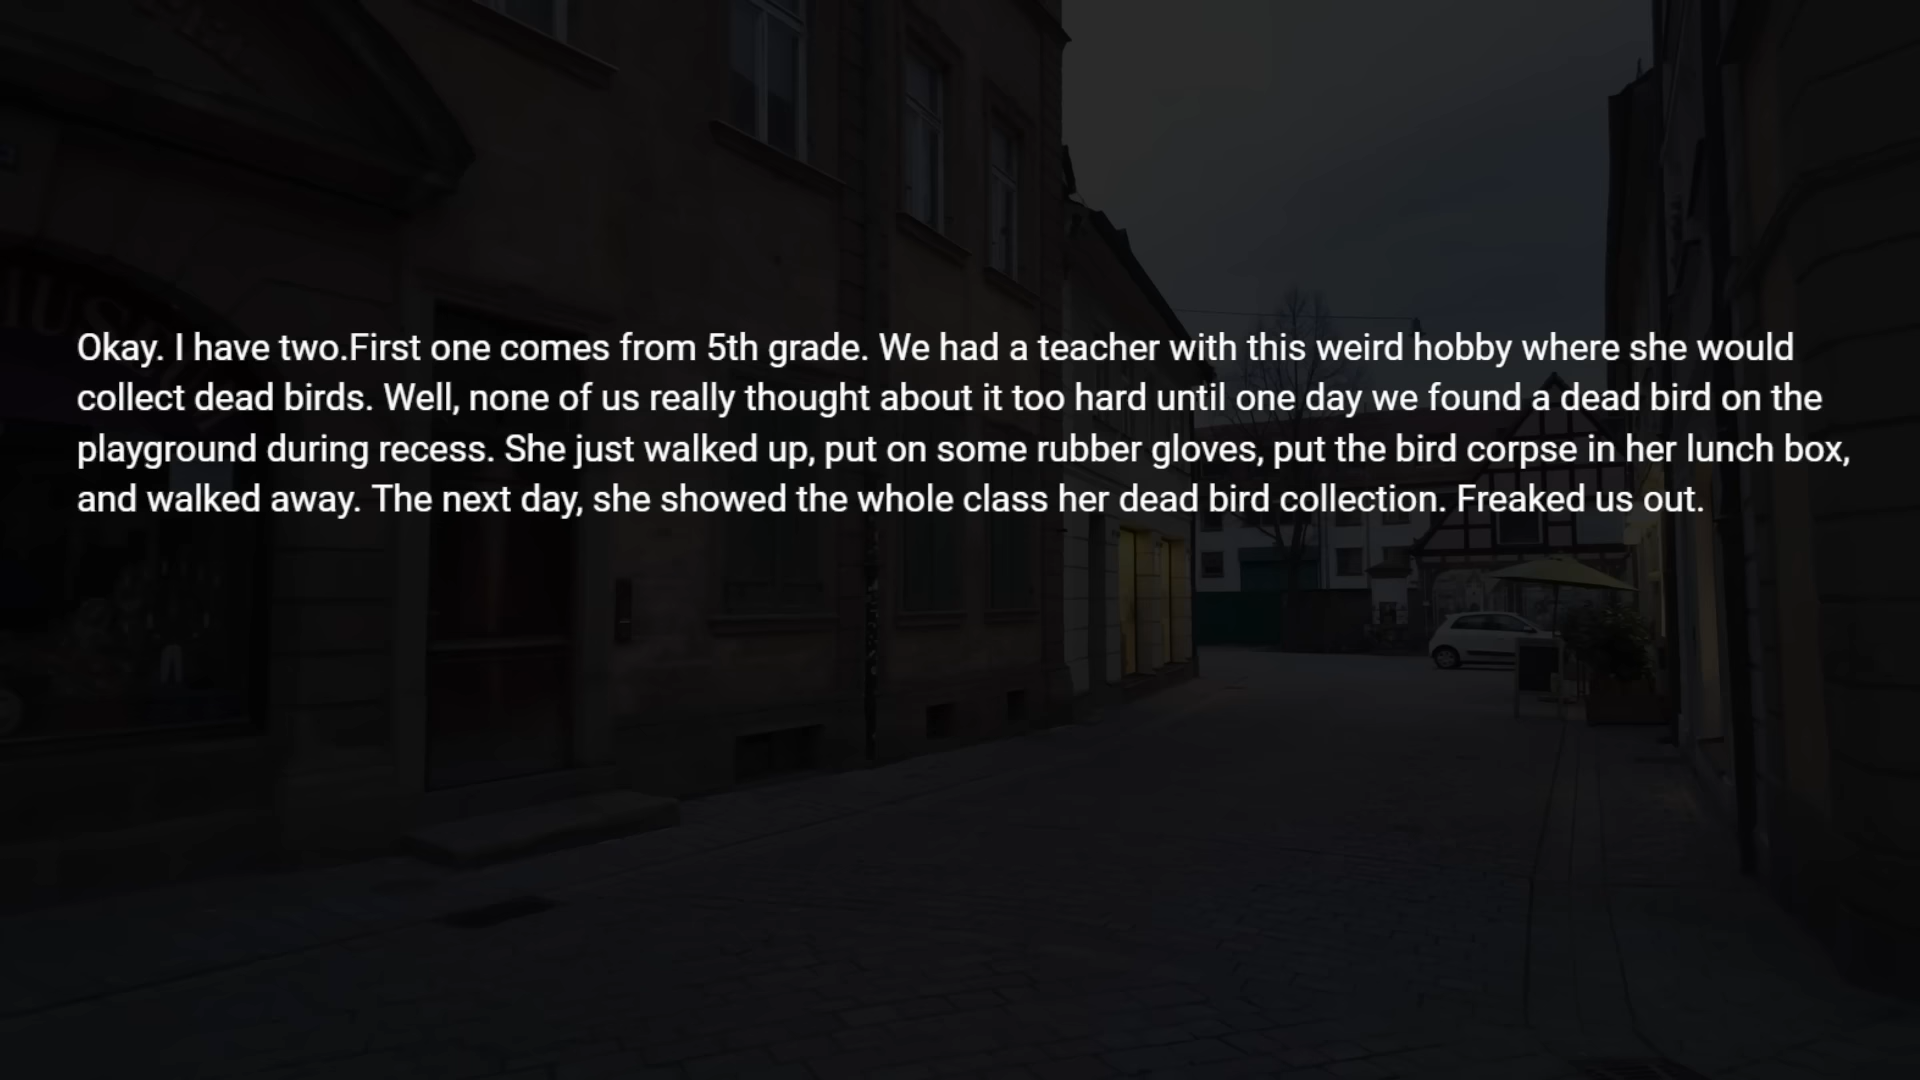 Okay. I have two.First one comes from 5th grade. We had a teacher with this weird hobby where she would
collect dead birds. Well, none of us really thought about it too hard until one day we found a dead bird on the
playground during recess. She just walked up, put on some rubber gloves, put the bird corpse in her lunch box,
and walked away. The next day, she showed the whole class her dead bird collection. Freaked us out.